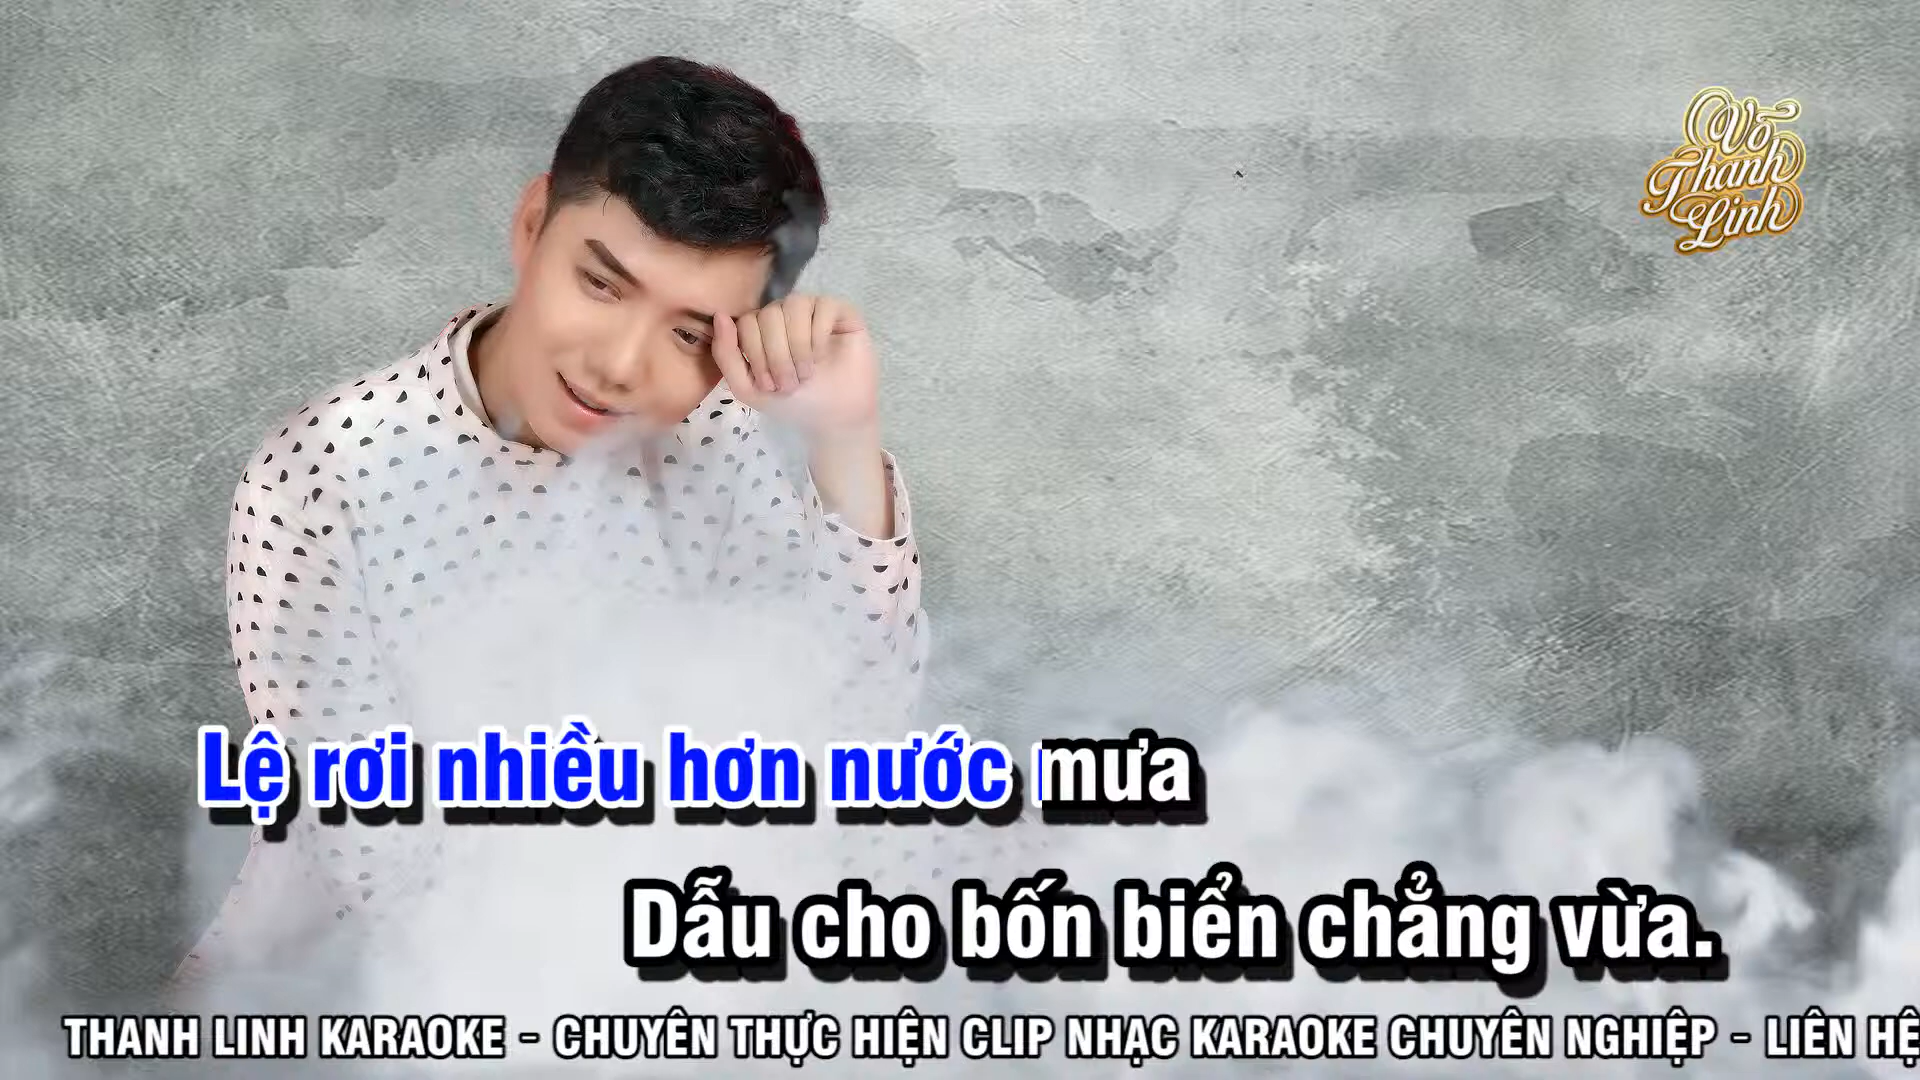 Võ
Thanh
Linh
Lệ rơi nhiều hơn nước mưa
Dẫu cho bốn biển chẳng vừa.
THANH LINH KARAOKE - CHUYÊN THỰC HIỆN CLIP NHẠC KARAOKE CHUYÊN NGHIỆP - LIÊN HỆ